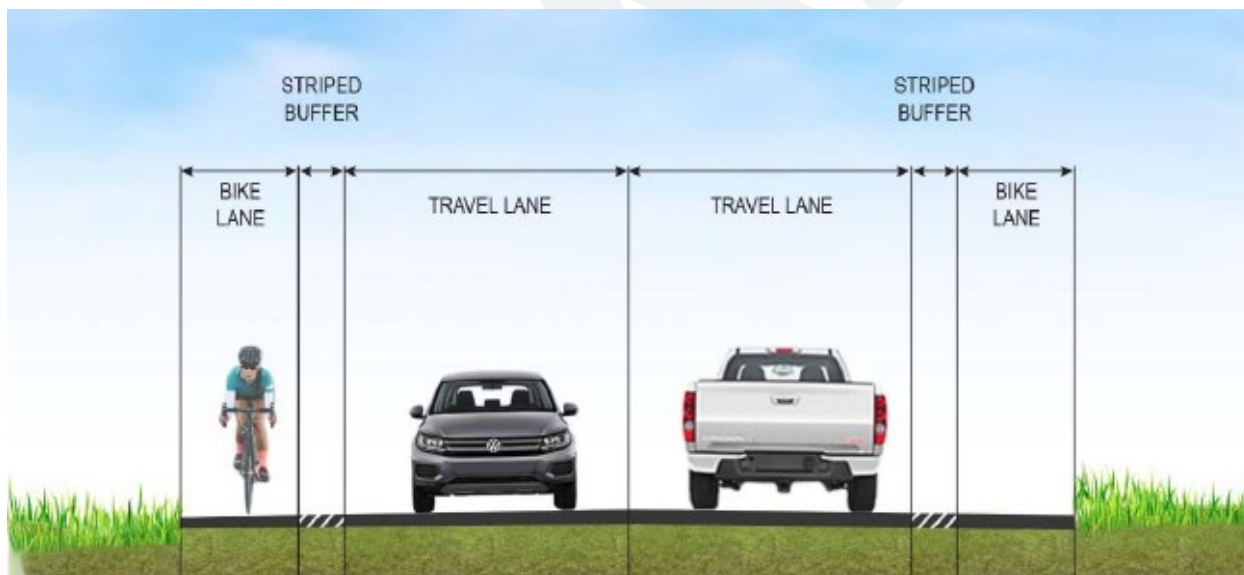 STRIPED
BUFFER
STRIPED
BUFFER
BIKE
LANE
TRAVEL LANE
TRAVEL LANE
BIKE
LANE